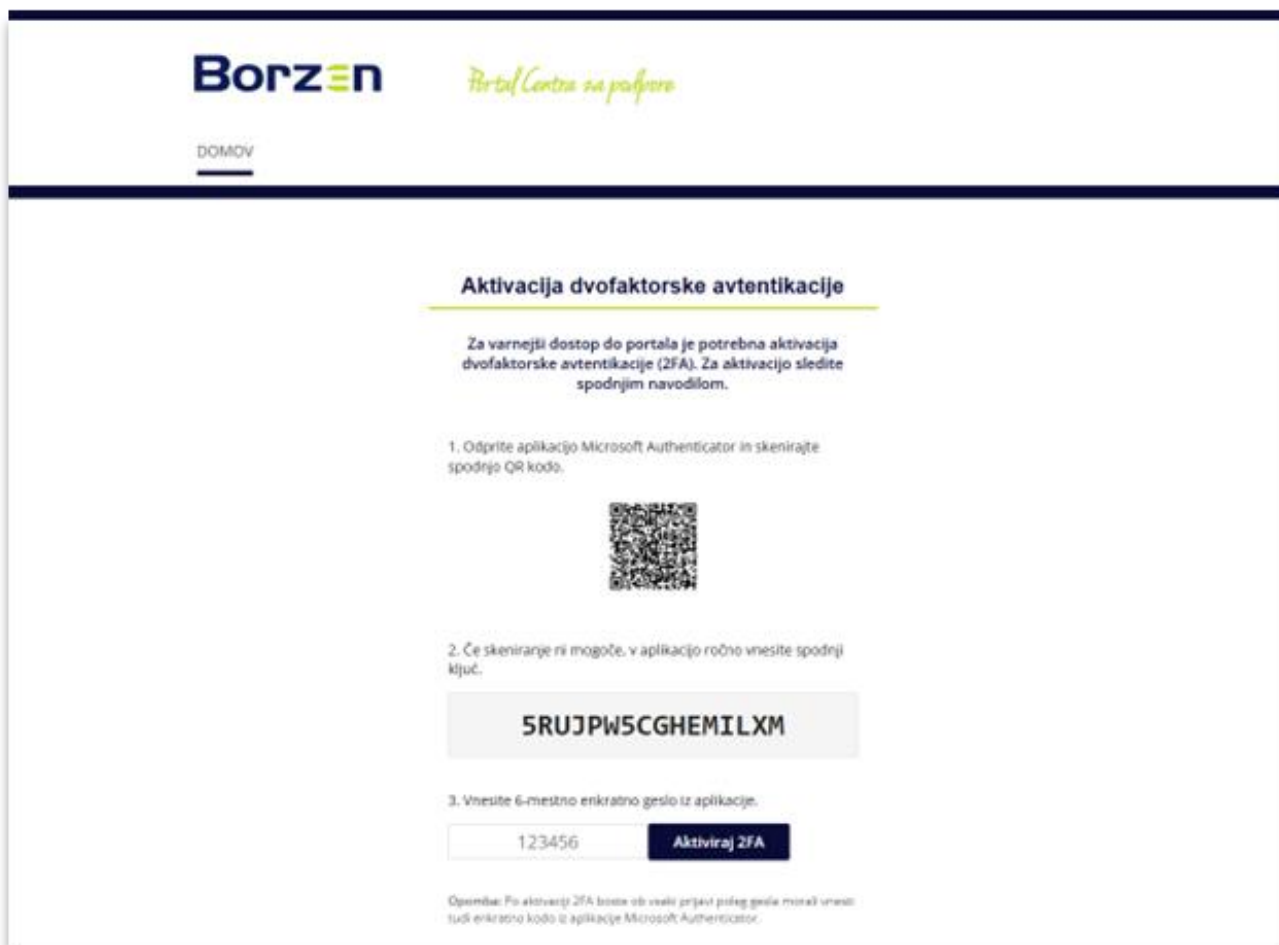 Borzen
Portal Centra za podpore
DOMOV
Aktivacija dvofaktorske avtentikacije
Za varnejši dostop do portala je potrebna aktivacija
dvofaktorske avtentikacije (2FA). Za aktivacijo sledite
spodnjim navodilom.
1. Odprite aplikacijo Microsoft Authenticator in skenirajte
spodnjo QR kodo.
2. Če skeniranje ni mogoče, v aplikacijo ročno vnesite spodnji
ključ.
5RUJPW5CGHEMILXM
3. Vnesite 6-mestno enkratno geslo iz aplikacije.
123456
Aktiviraj 2FA
Opomba: Po aktivaciji 2FA boste ob vsaki prijavi poleg gesla morali vnesti
tudi enkratno kodo iz aplikacije Microsoft Authenticator.